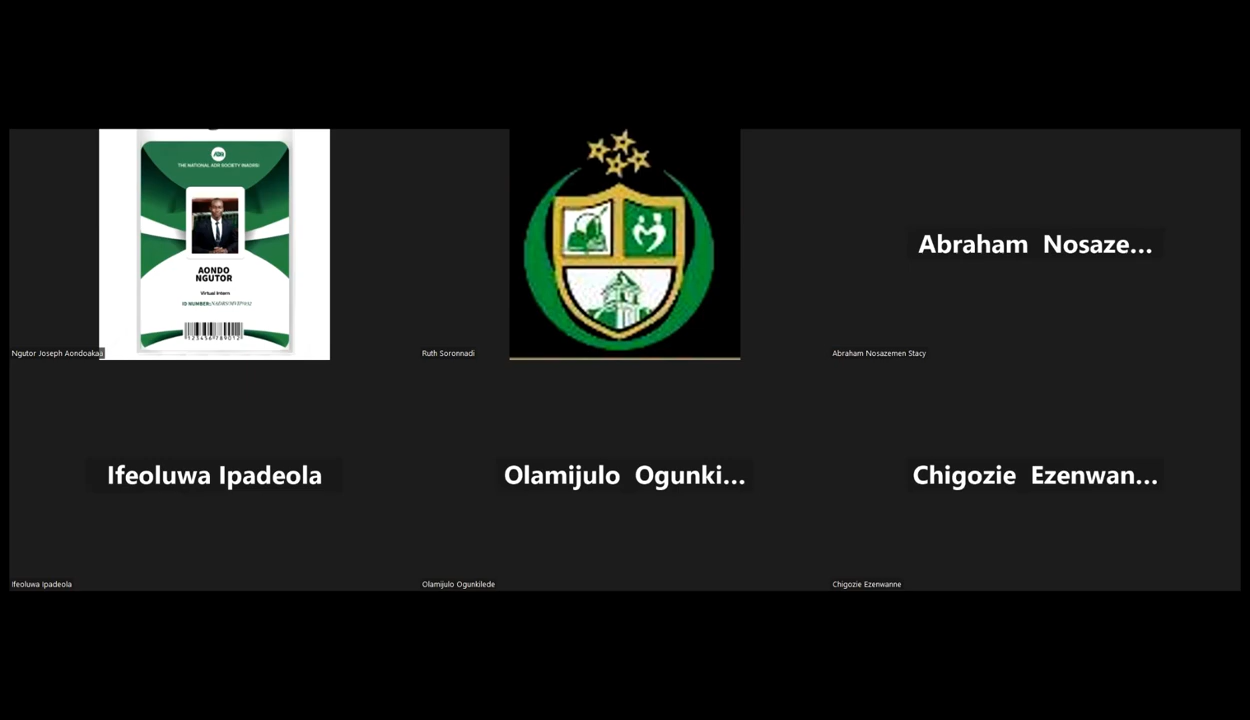 THE NATIONAL ADR SOCIETY
AONDO
NGUTOR
Virtual Intern
ID NUMBER:
Ngutor Joseph Aondoakaa
Ruth Soronnadi
Abraham Nosaze...
Abraham Nosazemen Stacy
Ifeoluwa Ipadeola
Ifeoluwa Ipadeola
Olamijulo Ogunki...
Olamijulo Ogunkilede
Chigozie Ezenwan...
Chigozie Ezenwanne